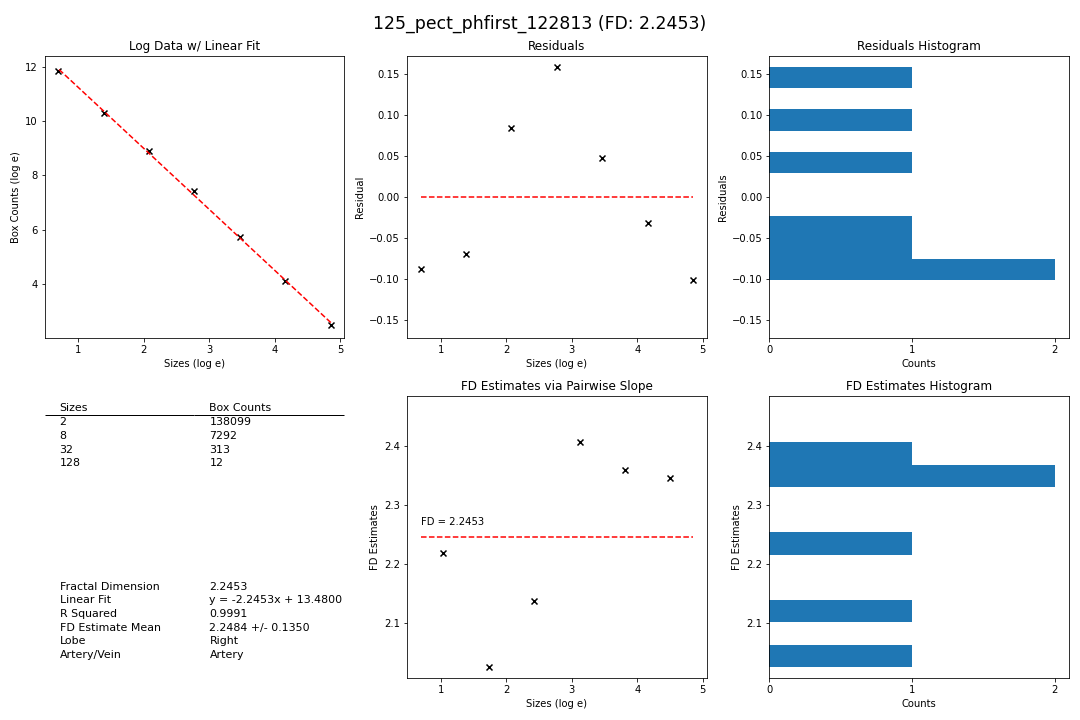 125_pect_phfirst_122813 (FD: 2.2453)
Log Data w/ Linear Fit
12
10
8
6
4
Box Counts (log e)
1 2 3 4 5
Sizes (log e)
Residuals
0.15
0.10
0.05
0.00
−0.05
−0.10
−0.15
Residual
1 2 3 4 5
Sizes (log e)
Residuals Histogram
0.15
0.10
0.05
0.00
−0.05
−0.10
−0.15
Residuals
0 1 2
Counts
Sizes Box Counts
2 138099
8 7292
32 313
128 12
Fractal Dimension 2.2453
Linear Fit y = -2.2453x + 13.4800
R Squared 0.9991
FD Estimate Mean 2.2484 +/- 0.1350
Lobe Right
Artery/Vein Artery
FD Estimates via Pairwise Slope
2.4
2.3
2.2
2.1
FD Estimates
FD = 2.2453
1 2 3 4 5
Sizes (log e)
FD Estimates Histogram
2.4
2.3
2.2
2.1
FD Estimates
0 1 2
Counts